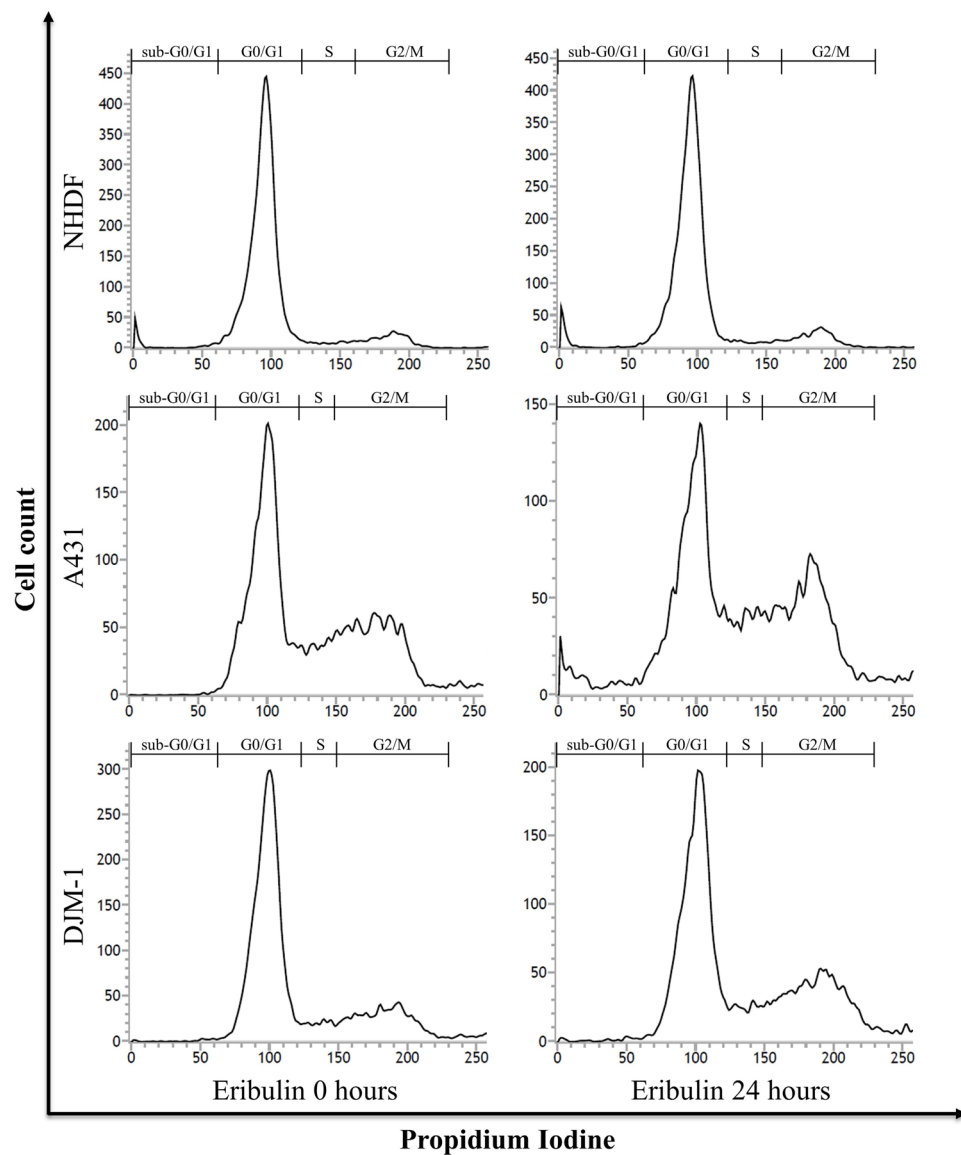 sub-G0/G1 G0/G1 S G2/M
450
400
350
300
250
200
150
100
50
0
0 50 100 150 200 250
sub-G0/G1 G0/G1 S G2/M
450
400
350
300
250
200
150
100
50
0
0 50 100 150 200 250
NHDF
sub-G0/G1 G0/G1 S G2/M
200
150
100
50
0
0 50 100 150 200 250
sub-G0/G1 G0/G1 S G2/M
150
100
50
0
0 50 100 150 200 250
A431
sub-G0/G1 G0/G1 S G2/M
300
250
200
150
100
50
0
0 50 100 150 200 250
sub-G0/G1 G0/G1 S G2/M
200
150
100
50
0
0 50 100 150 200 250
DJM-1
Cell count
Eribulin 0 hours
Eribulin 24 hours
Propidium Iodine